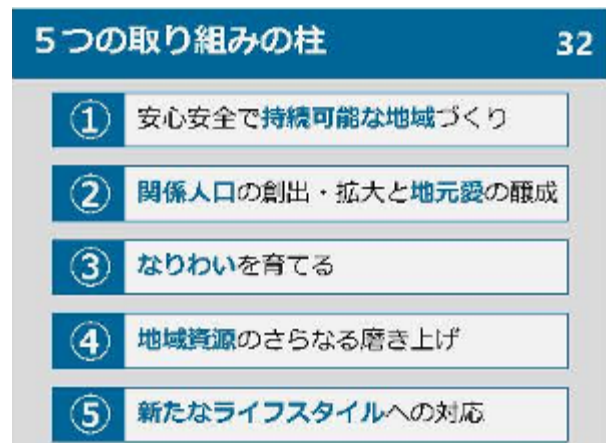 5つの取り組みの柱
32
① 安心安全で持続可能な地域づくり
② 関係人口の創出・拡大と地元愛の醸成
③ なりわいを育てる
④ 地域資源のさらなる磨き上げ
⑤ 新たなライフスタイルへの対応